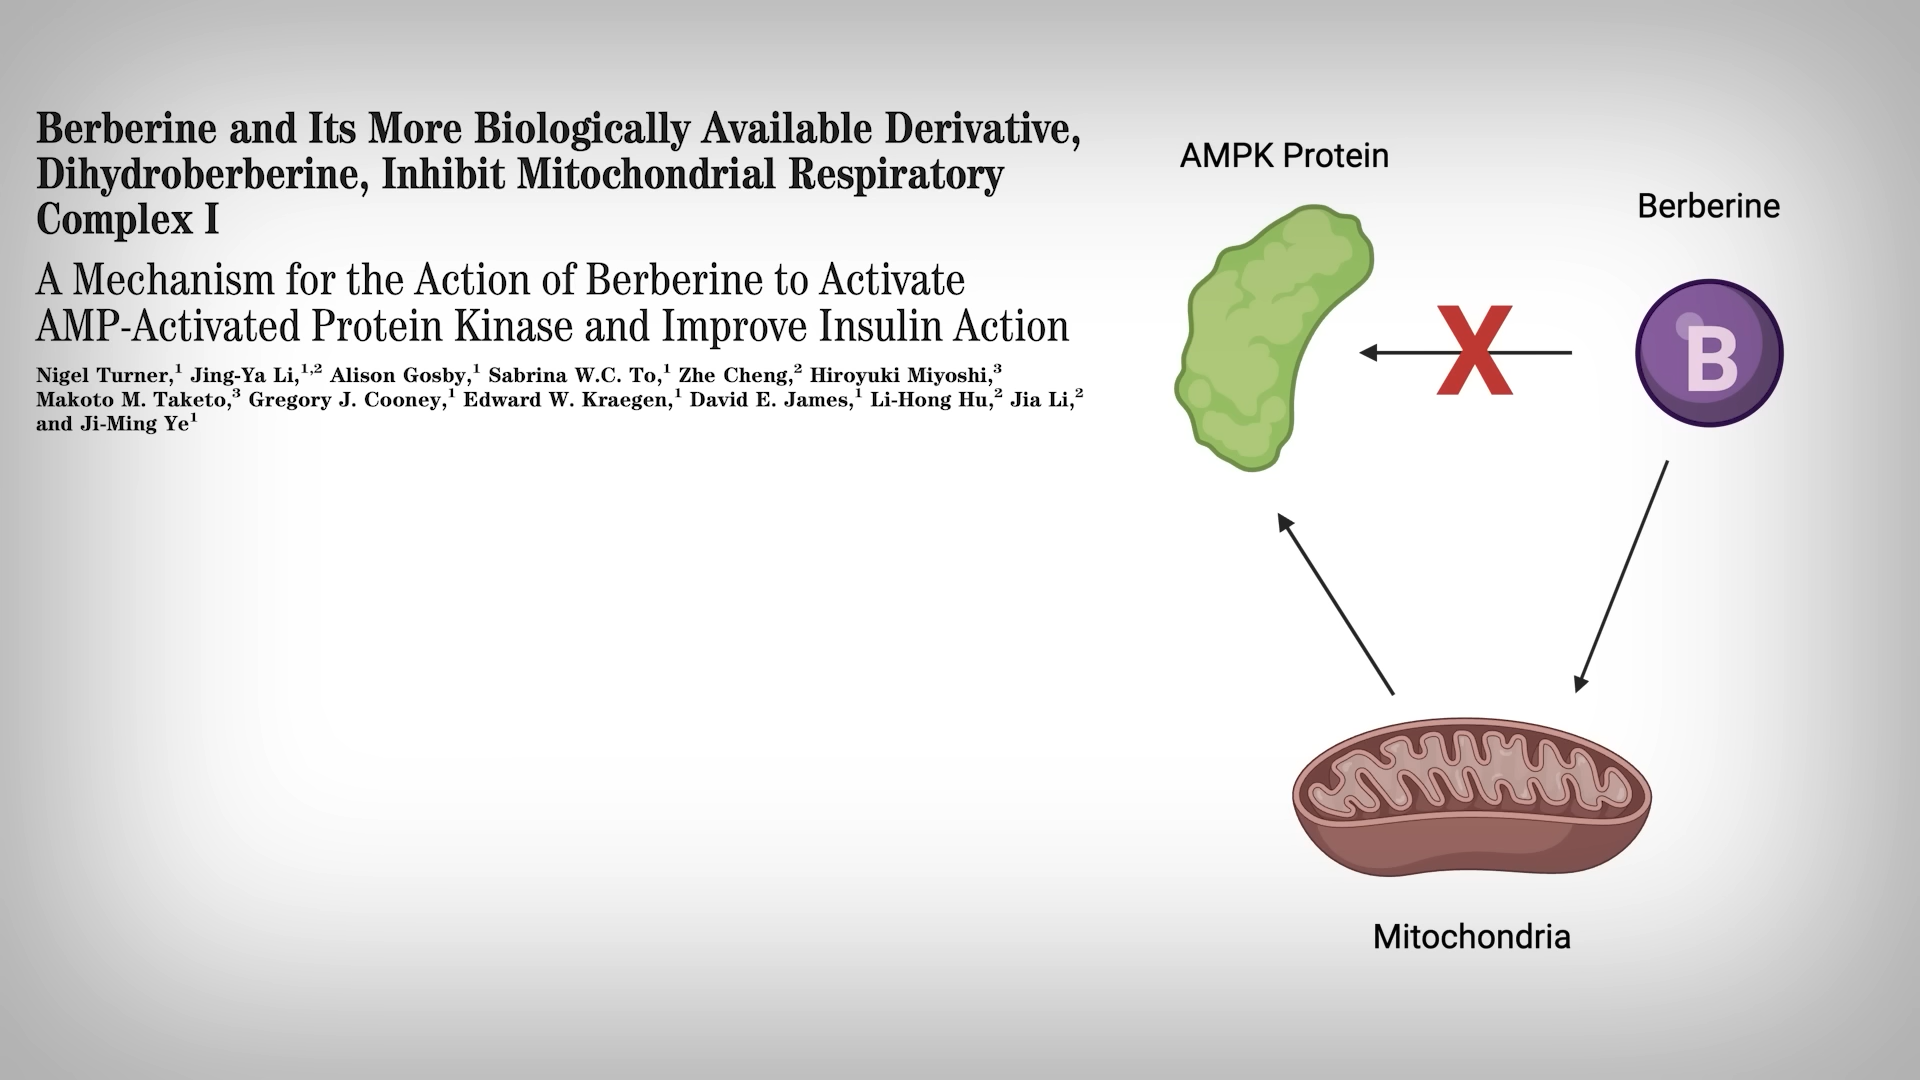 Berberine and Its More Biologically Available Derivative,
Dihydroberberine, Inhibit Mitochondrial Respiratory
Complex I
A Mechanism for the Action of Berberine to Activate
AMP-Activated Protein Kinase and Improve Insulin Action
Nigel Turner,¹ Jing-Ya Li,¹,² Alison Gosby,¹ Sabrina W.C. To,¹ Zhe Cheng,² Hiroyuki Miyoshi,³
Makoto M. Taketo,³ Gregory J. Cooney,¹ Edward W. Kraegen,¹ David E. James,¹ Li-Hong Hu,² Jia Li,²
and Ji-Ming Ye¹
AMPK Protein
Berberine
X
B
Mitochondria